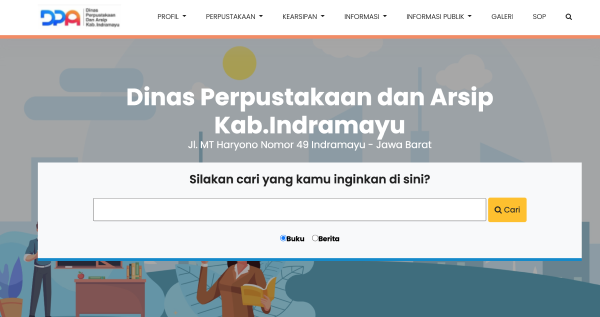 DPA Dinas
Perpustakaan
Dan Arsip
Kab. Indramayu
PROFIL PERPUSTAKAAN KEARSIPAN INFORMASI INFORMASI PUBLIK GALERI SOP
Dinas Perpustakaan dan Arsip
Kab.Indramayu
Jl. MT Haryono Nomor 49 Indramayu - Jawa Barat
Silakan cari yang kamu inginkan di sini?
Cari
Buku Berita